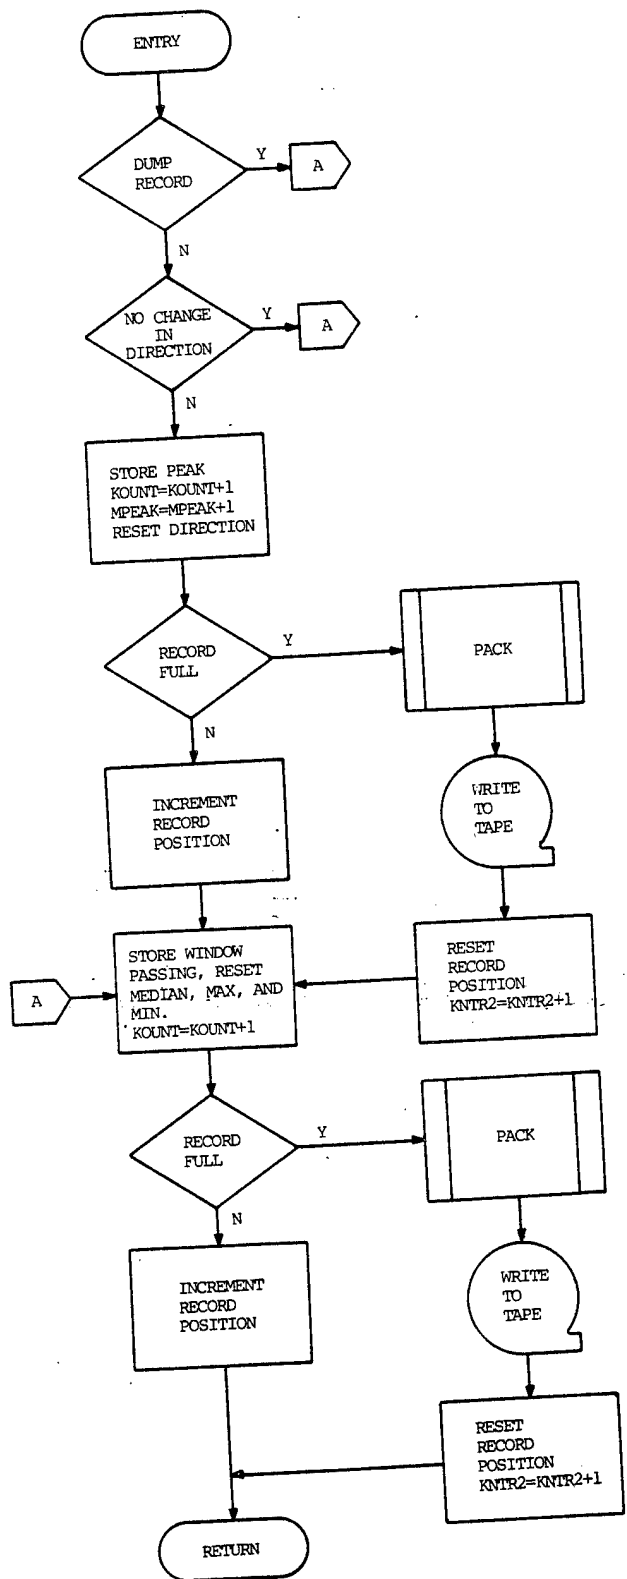 ENTRY
DUMP
RECORD
Y
A
N
NO CHANGE
IN
DIRECTION
Y
A
N
STORE PEAK
KOUNT=KOUNT+1
MPEAK=MPEAK+1
RESET DIRECTION
RECORD
FULL
Y
PACK
N
WRITE
TO
TAPE
INCREMENT
RECORD
POSITION
RESET
RECORD
POSITION
KNTR2=KNTR2+1
A
STORE WINDOW
PASSING, RESET
MEDIAN, MAX, AND
MIN.
KOUNT=KOUNT+1
RECORD
FULL
Y
PACK
N
WRITE
TO
TAPE
INCREMENT
RECORD
POSITION
RESET
RECORD
POSITION
KNTR2=KNTR2+1
RETURN